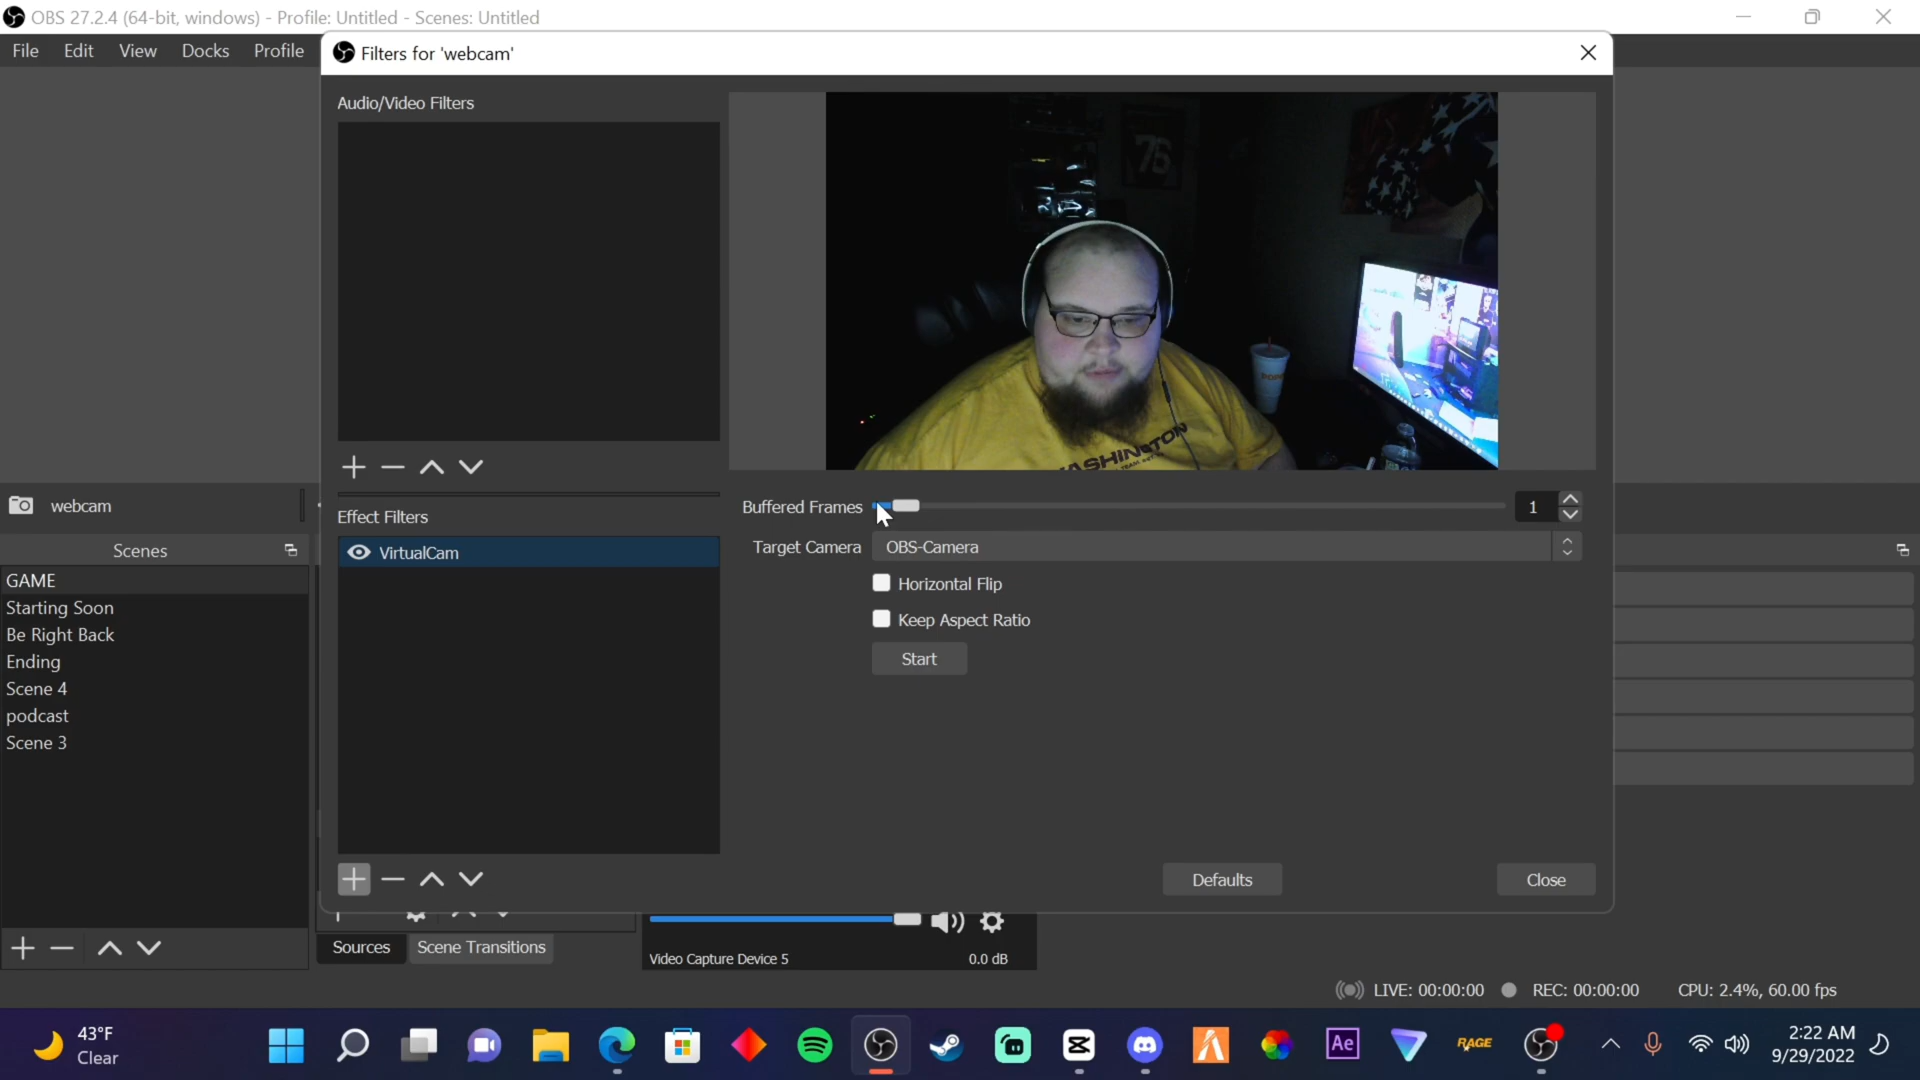 OBS 27.2.4 (64-bit, windows) - Profile: Untitled - Scenes: Untitled
File Edit View Docks Profile
Filters for 'webcam'
Audio/Video Filters
76
WASHINGTON
Buffered Frames 1
Target Camera OBS-Camera
Horizontal Flip
Keep Aspect Ratio
Start
Effect Filters
VirtualCam
Defaults Close
webcam
Scenes
GAME
Starting Soon
Be Right Back
Ending
Scene 4
podcast
Scene 3
Sources Scene Transitions
Video Capture Device 5 0.0 dB
LIVE: 00:00:00 REC: 00:00:00 CPU: 2.4%, 60.00 fps
43°F
Clear
Ae
RAGE
2:22 AM
9/29/2022